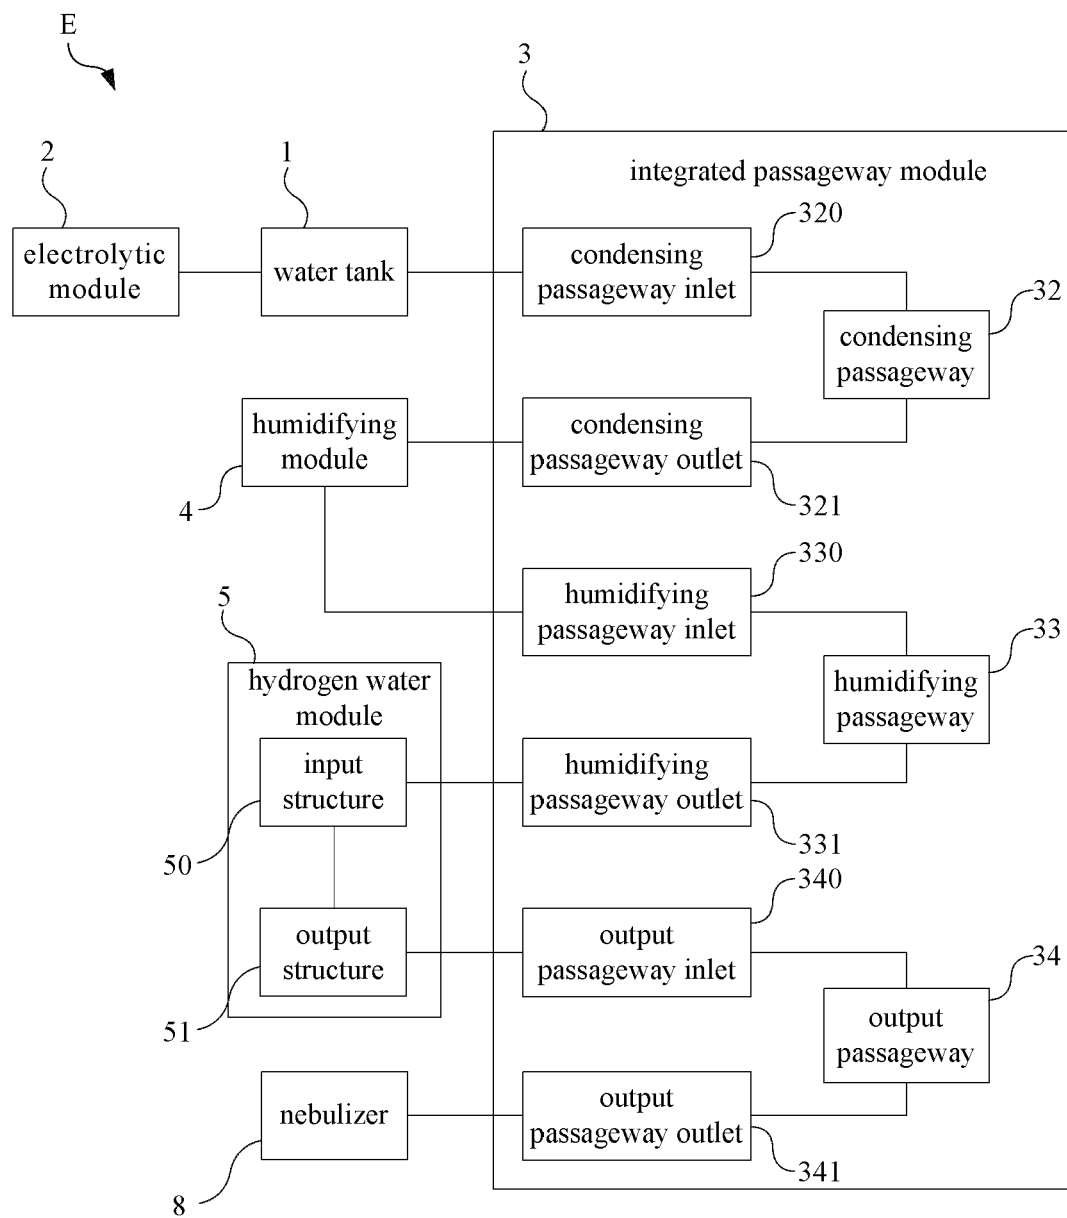 E
3
2
1
integrated passageway module
320
electrolytic
module
water tank
condensing
passageway inlet
32
condensing
passageway
humidifying
module
condensing
passageway outlet
4
321
330
humidifying
passageway inlet
5
33
hydrogen water
module
humidifying
passageway
input
structure
humidifying
passageway outlet
50
331
340
output
structure
output
passageway inlet
34
51
output
passageway
nebulizer
output
passageway outlet
8
341